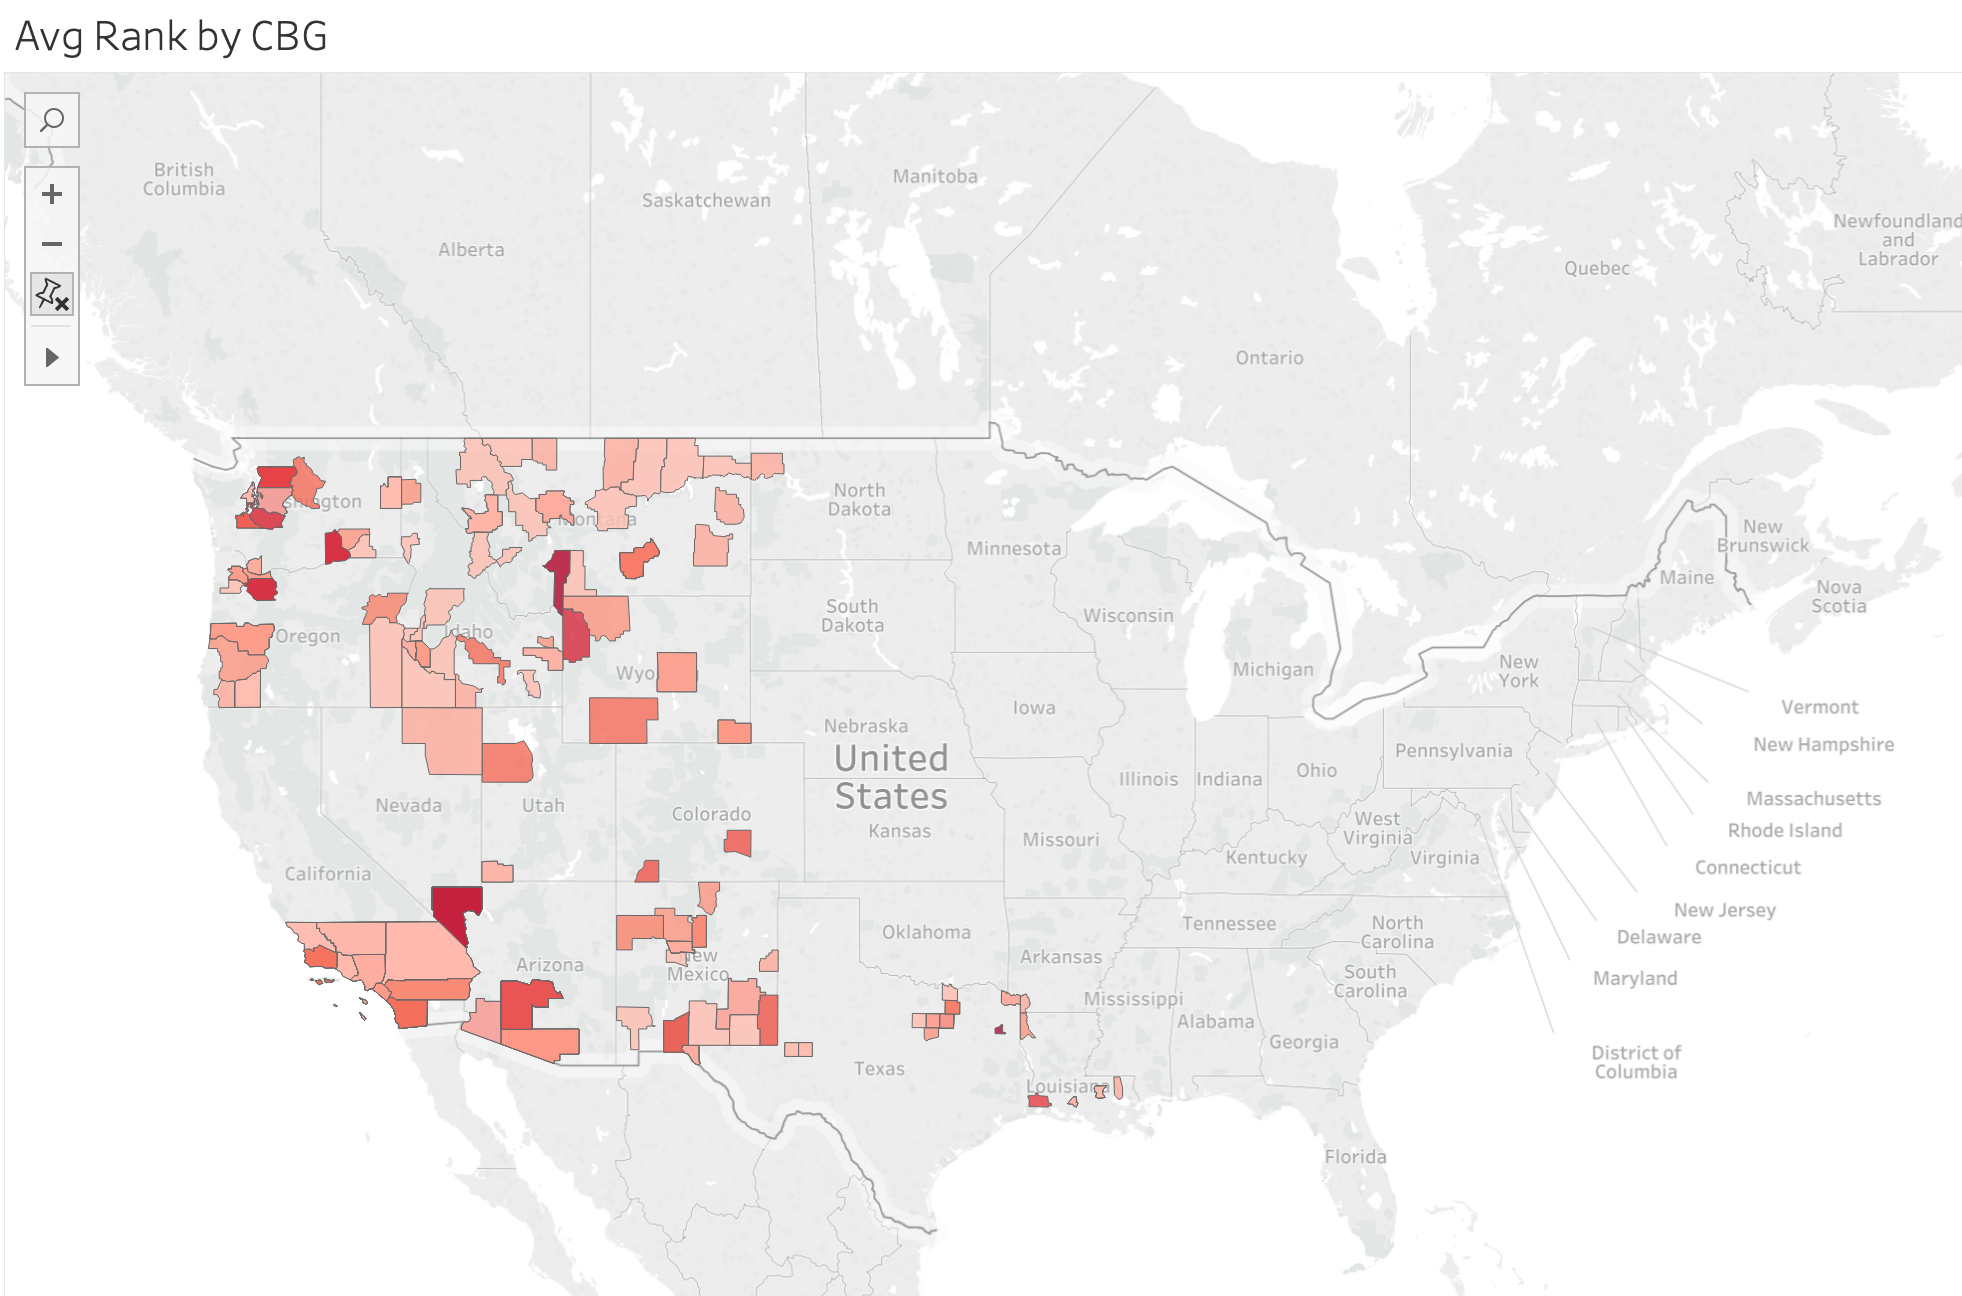 Avg Rank by CBG
British
Columbia
Alberta
Saskatchewan
Manitoba
Ontario
Quebec
Newfoundland
and
Labrador
New
Brunswick
Nova
Scotia
Maine
North
Dakota
Minnesota
Montana
Oregon
Idaho
South
Dakota
Wisconsin
Michigan
New
York
Vermont
New Hampshire
Massachusetts
Rhode Island
Connecticut
New Jersey
Delaware
Maryland
District of
Columbia
Iowa
Nebraska
United
States
Kansas
Nevada
Utah
Colorado
California
Illinois
Indiana
Ohio
Pennsylvania
West
Virginia
Virginia
Kentucky
Missouri
Tennessee
North
Carolina
South
Carolina
Oklahoma
Arkansas
Arizona
New
Mexico
Mississippi
Alabama
Georgia
Texas
Louisiana
Florida